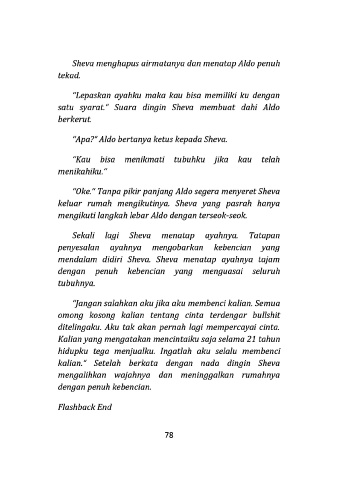 Sheva menghapus airmatanya dan menatap Aldo penuh
tekad.
"Lepaskan ayahku maka kau bisa memiliki ku dengan
satu syarat." Suara dingin Sheva membuat dahi Aldo
berkerut.
"Apa?" Aldo bertanya ketus kepada Sheva.
"Kau bisa menikmati tubuhku jika kau telah
menikahiku."
"Oke." Tanpa pikir panjang Aldo segera menyeret Sheva
keluar rumah mengikutinya. Sheva yang pasrah hanya
mengikuti langkah lebar Aldo dengan terseok-seok.
Sekali lagi Sheva menatap ayahnya. Tatapan
penyesalan ayahnya mengobarkan kebencian yang
mendalam didiri Sheva. Sheva menatap ayahnya tajam
dengan penuh kebencian yang menguasai seluruh
tubuhnya.
"Jangan salahkan aku jika aku membenci kalian. Semua
omong kosong kalian tentang cinta terdengar bullshit
ditelingaku. Aku tak akan pernah lagi mempercayai cinta.
Kalian yang mengatakan mencintaiku saja selama 21 tahun
hidupku tega menjualku. Ingatlah aku selalu membenci
kalian." Setelah berkata dengan nada dingin Sheva
mengalihkan wajahnya dan meninggalkan rumahnya
dengan penuh kebencian.
Flashback End
78